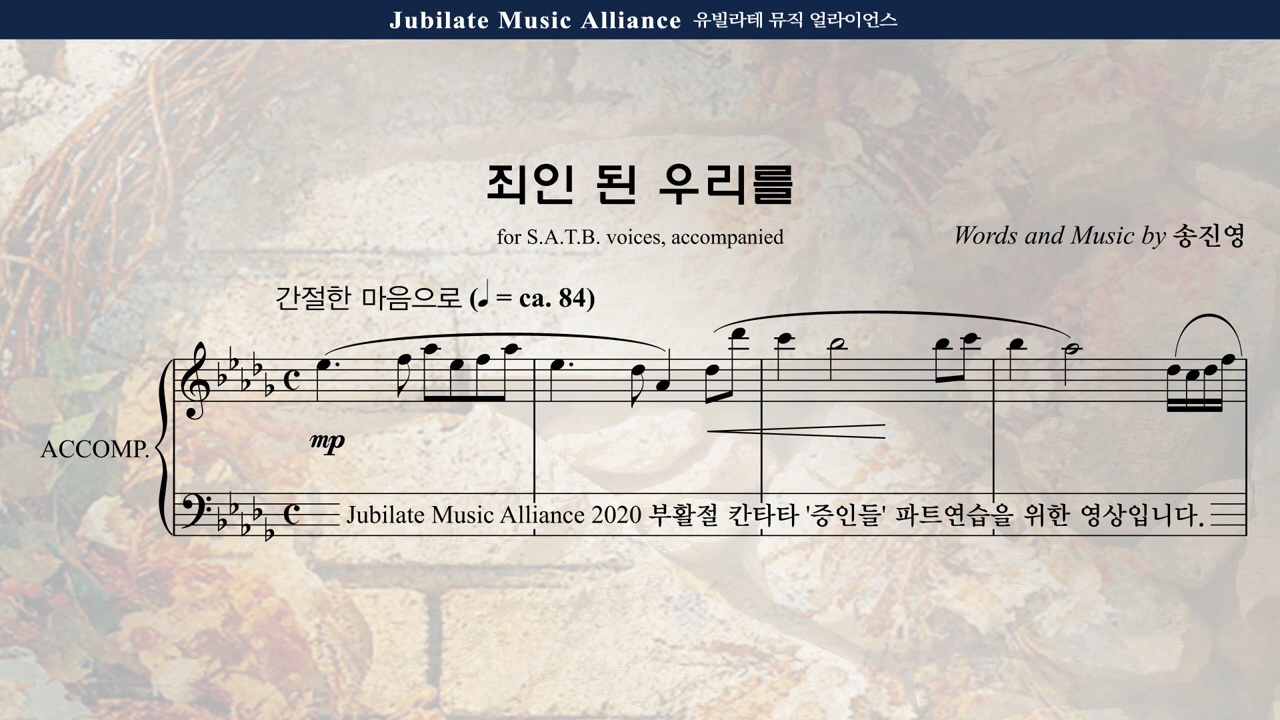 Jubilate Music Alliance 유빌라테 뮤직 얼라이언스
죄인 된 우리를
for S.A.T.B. voices, accompanied
Words and Music by 송진영
간절한 마음으로 (♩ = ca. 84)
mp
ACCOMP.
Jubilate Music Alliance 2020 부활절 칸타타 '증인들' 파트연습을 위한 영상입니다.